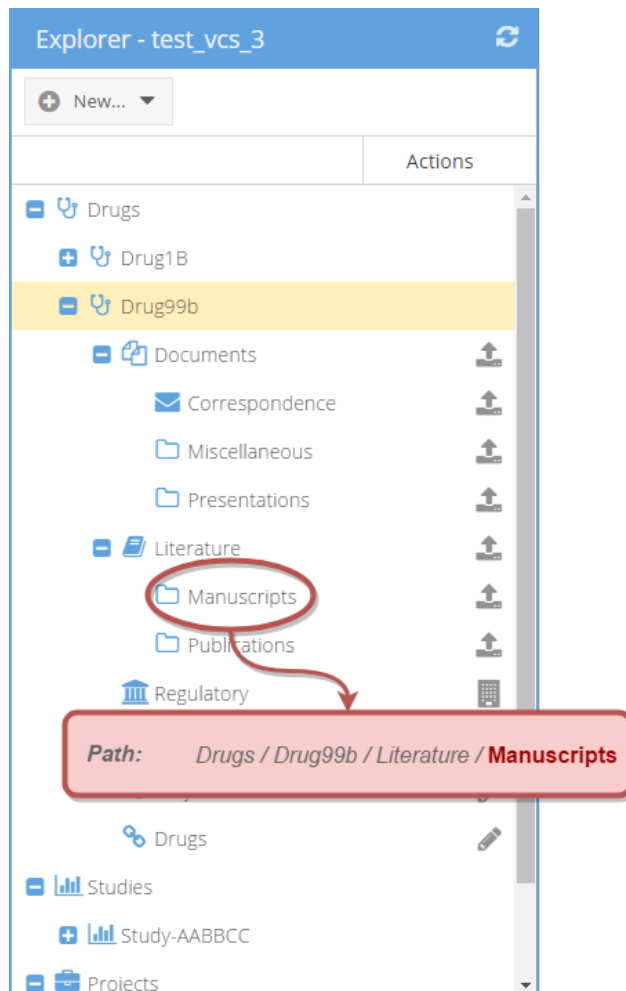 Explorer - test_vcs_3
New...
Actions
Drugs
Drug1B
Drug99b
Documents
Correspondence
Miscellaneous
Presentations
Literature
Manuscripts
Publications
Regulatory
Path: Drugs / Drug99b / Literature / Manuscripts
Drugs
Studies
Study-AABBCC
Projects